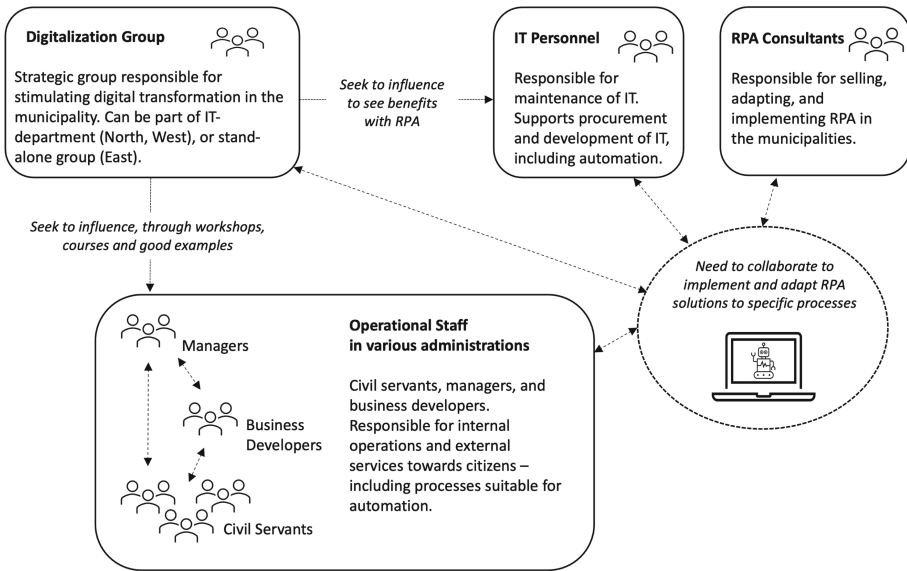 Digitalization Group
Strategic group responsible for
stimulating digital transformation in the
municipality. Can be part of IT-
department (North, West), or stand-
alone group (East).
Seek to influence
to see benefits
with RPA
IT Personnel
Responsible for
maintenance of IT.
Supports procurement
and development of IT,
including automation.
RPA Consultants
Responsible for selling,
adapting, and
implementing RPA in
the municipalities.
Seek to influence, through workshops,
courses and good examples
Need to collaborate to
implement and adapt RPA
solutions to specific processes
Managers
Business
Developers
Civil Servants
Operational Staff
in various administrations
Civil servants, managers, and
business developers.
Responsible for internal
operations and external
services towards citizens –
including processes suitable for
automation.